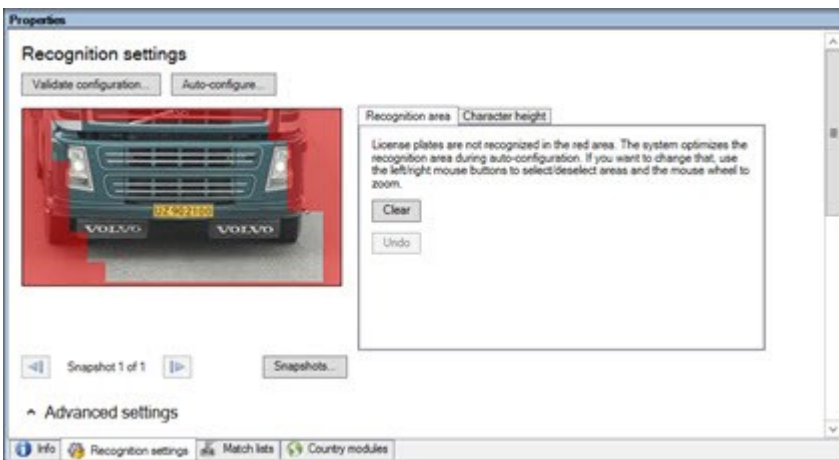 Properties
Recognition settings
Validate configuration...
Auto-configure...
Recognition area
Character height
License plates are not recognized in the red area. The system optimizes the
recognition area during auto-configuration. If you want to change that, use
the left/right mouse buttons to select/deselect areas and the mouse wheel to
zoom.
Clear
Undo
UZ 902100
VOLVO
VOLVO
Snapshot 1 of 1
Snapshots...
Advanced settings
Info
Recognition settings
Match lists
Country modules